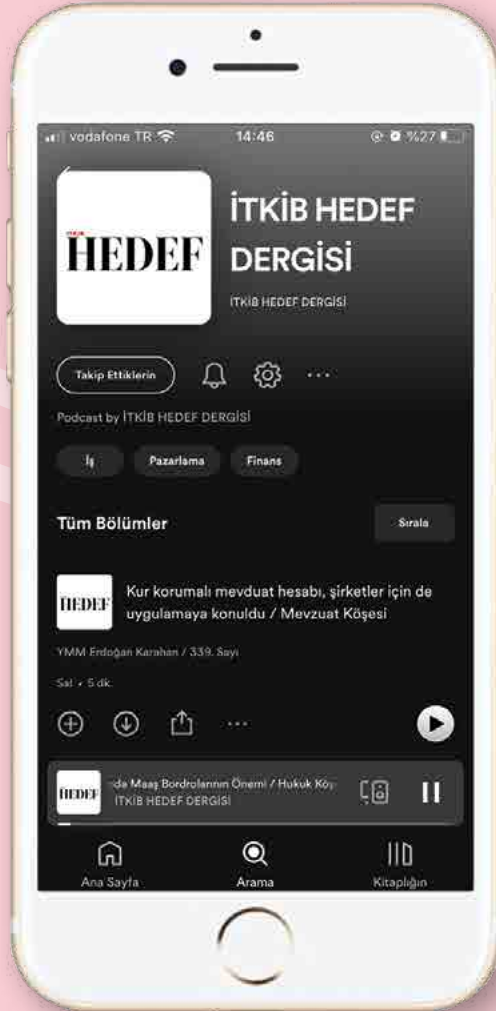 vodafone TR 14:46 %27
İTKİB
HEDEF
İTKİB HEDEF
DERGİSİ
İTKİB HEDEF DERGİSİ
Takip Ettiklerin
Podcast by İTKİB HEDEF DERGİSİ
İş Pazarlama Finans
Tüm Bölümler Sırala
HEDEF
Kur korumalı mevduat hesabı, şirketler için de
uygulamaya konuldu / Mevzuat Köşesi
YMM Erdoğan Karahan / 339. Sayı
Sal • 5 dk.
HEDEF
da Maaş Bordrolarının Önemi / Hukuk Köş
İTKİB HEDEF DERGİSİ
Ana Sayfa Arama Kitaplığın